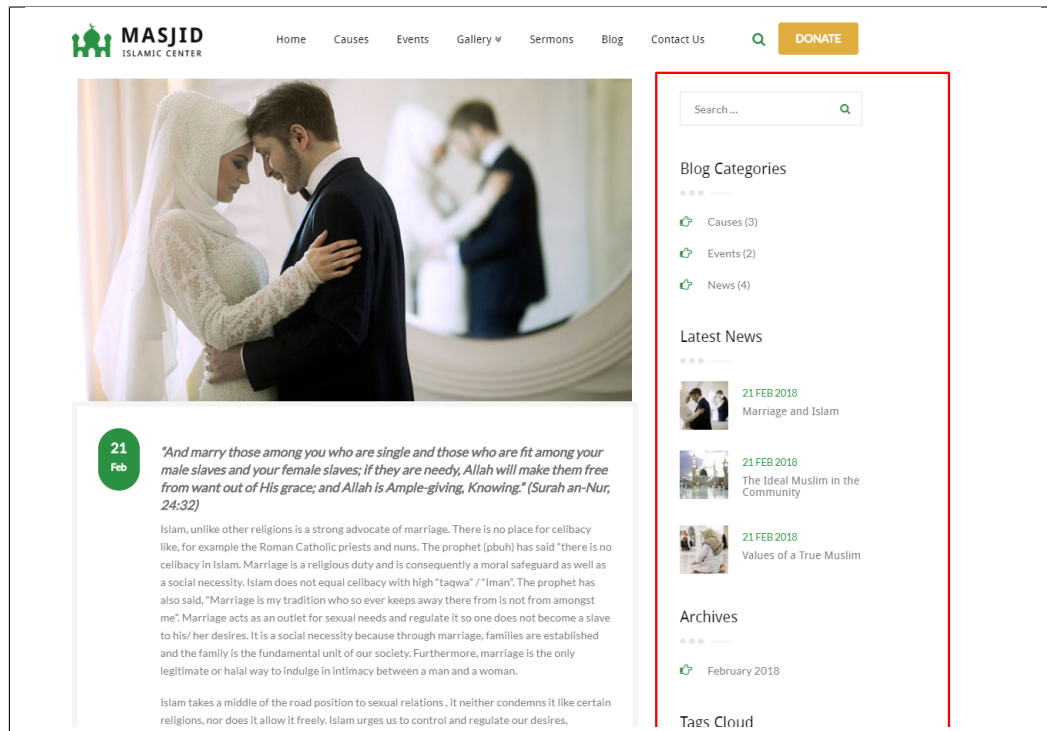 MASJID
ISLAMIC CENTER
Home Causes Events Gallery Sermons Blog Contact Us DONATE
21
Feb
"And marry those among you who are single and those who are fit among your
male slaves and your female slaves; if they are needy, Allah will make them free
from want out of His grace; and Allah is Ample-giving, Knowing." (Surah an-Nur,
24:32)
Islam, unlike other religions is a strong advocate of marriage. There is no place for celibacy
like, for example the Roman Catholic priests and nuns. The prophet (pbuh) has said "there is no
celibacy in Islam. Marriage is a religious duty and is consequently a moral safeguard as well as
a social necessity. Islam does not equal celibacy with high "taqwa" / "Iman". The prophet has
also said, "Marriage is my tradition who so ever keeps away there from is not from amongst
me". Marriage acts as an outlet for sexual needs and regulate it so one does not become a slave
to his/ her desires. It is a social necessity because through marriage, families are established
and the family is the fundamental unit of our society. Furthermore, marriage is the only
legitimate or halal way to indulge in intimacy between a man and a woman.
Islam takes a middle of the road position to sexual relations , it neither condemns it like certain
religions, nor does it allow it freely. Islam urges us to control and regulate our desires,
Search ...
Blog Categories
Causes (3)
Events (2)
News (4)
Latest News
21 FEB 2018
Marriage and Islam
21 FEB 2018
The Ideal Muslim in the
Community
21 FEB 2018
Values of a True Muslim
Archives
February 2018
Tags Cloud